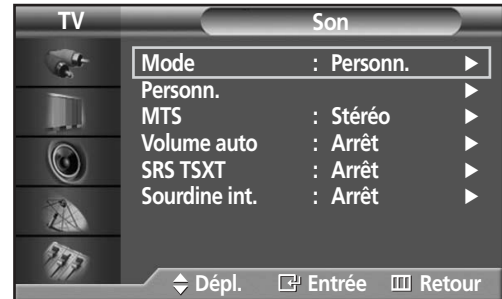 TV Son
Mode : Personn.
Personn.
MTS : Stéréo
Volume auto : Arrêt
SRS TSXT : Arrêt
Sourdine int. : Arrêt
Dépl. Entrée Retour